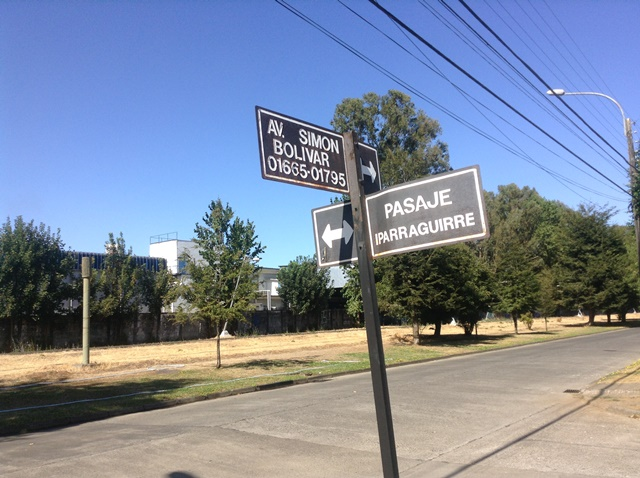 AV. SIMON
BOLIVAR
01665-01795
PASAJE
IPARRAGUIRRE